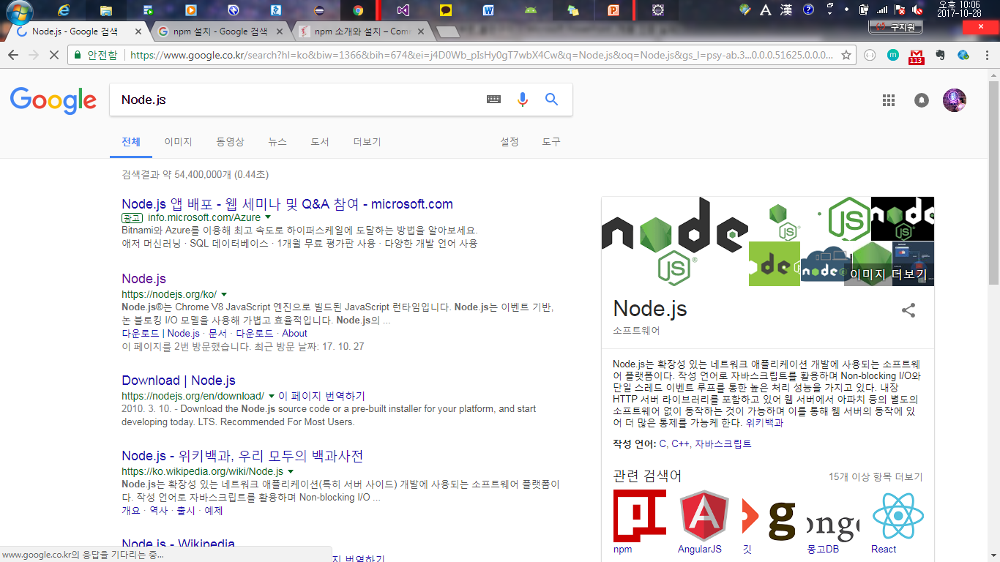 오후 10:06
2017-10-28
구지원
Node.js - Google 검색
npm 설치 - Google 검색
npm 소개와 설치 – Com
안전함
https://www.google.co.kr/search?hl=ko&biw=1366&bih=674&ei=j4D0Wb_pIsHy0gT7wbX4Cw&q=Node.js&oq=Node.js&gs_l=psy-ab.3...0.0.0.51625.0.0.0...
113
Google
Node.js
전체 이미지 동영상 뉴스 도서 더보기 설정 도구
검색결과 약 54,400,000개 (0.44초)
Node.js 앱 배포 - 웹 세미나 및 Q&A 참여 - microsoft.com
광고 info.microsoft.com/Azure
Bitnami와 Azure를 이용해 최고 속도로 하이퍼스케일에 도달하는 방법을 알아보세요.
애저 머신러닝 · SQL 데이터베이스 · 1개월 무료 평가판 사용 · 다양한 개발 언어 사용
Node.js
https://nodejs.org/ko/
Node.js®는 Chrome V8 JavaScript 엔진으로 빌드된 JavaScript 런타임입니다. Node.js는 이벤트 기반,
논 블로킹 I/O 모델을 사용해 가볍고 효율적입니다. Node.js의 ...
다운로드 | Node.js · 문서 · 다운로드 · About
이 페이지를 2번 방문했습니다. 최근 방문 날짜: 17. 10. 27
Download | Node.js
https://nodejs.org/en/download/ 이 페이지 번역하기
2010. 3. 10. - Download the Node.js source code or a pre-built installer for your platform, and start
developing today. LTS. Recommended For Most Users.
Node.js - 위키백과, 우리 모두의 백과사전
https://ko.wikipedia.org/wiki/Node.js
Node.js는 확장성 있는 네트워크 애플리케이션(특히 서버 사이드) 개발에 사용되는 소프트웨어 플랫폼이
다. 작성 언어로 자바스크립트를 활용하며 Non-blocking I/O ...
개요 · 역사 · 출시 · 예제
Node.js - Wikipedia
지 번역하기
www.google.co.kr의 응답을 기다리는 중...
node
JS
이미지 더보기
Node.js
소프트웨어
Node.js는 확장성 있는 네트워크 애플리케이션 개발에 사용되는 소프트웨
어 플랫폼이다. 작성 언어로 자바스크립트를 활용하며 Non-blocking I/O와
단일 스레드 이벤트 루프를 통한 높은 처리 성능을 가지고 있다. 내장
HTTP 서버 라이브러리를 포함하고 있어 웹 서버에서 아파치 등의 별도의
소프트웨어 없이 동작하는 것이 가능하며 이를 통해 웹 서버의 동작에 있
어 더 많은 통제를 가능케 한다. 위키백과
작성 언어: C, C++, 자바스크립트
관련 검색어 15개 이상 항목 더보기
npm AngularJS 깃 몽고DB React